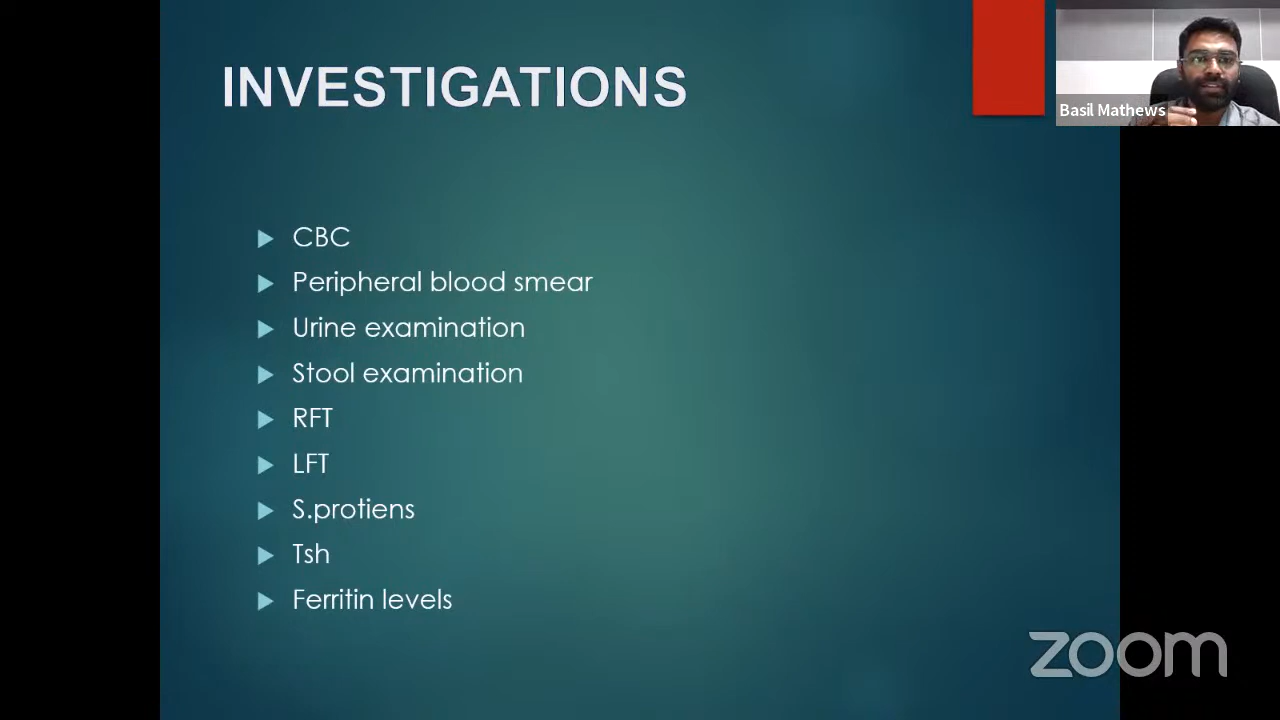 INVESTIGATIONS
Basil Mathews
CBC
Peripheral blood smear
Urine examination
Stool examination
RFT
LFT
S.protiens
Tsh
Ferritin levels
zoom